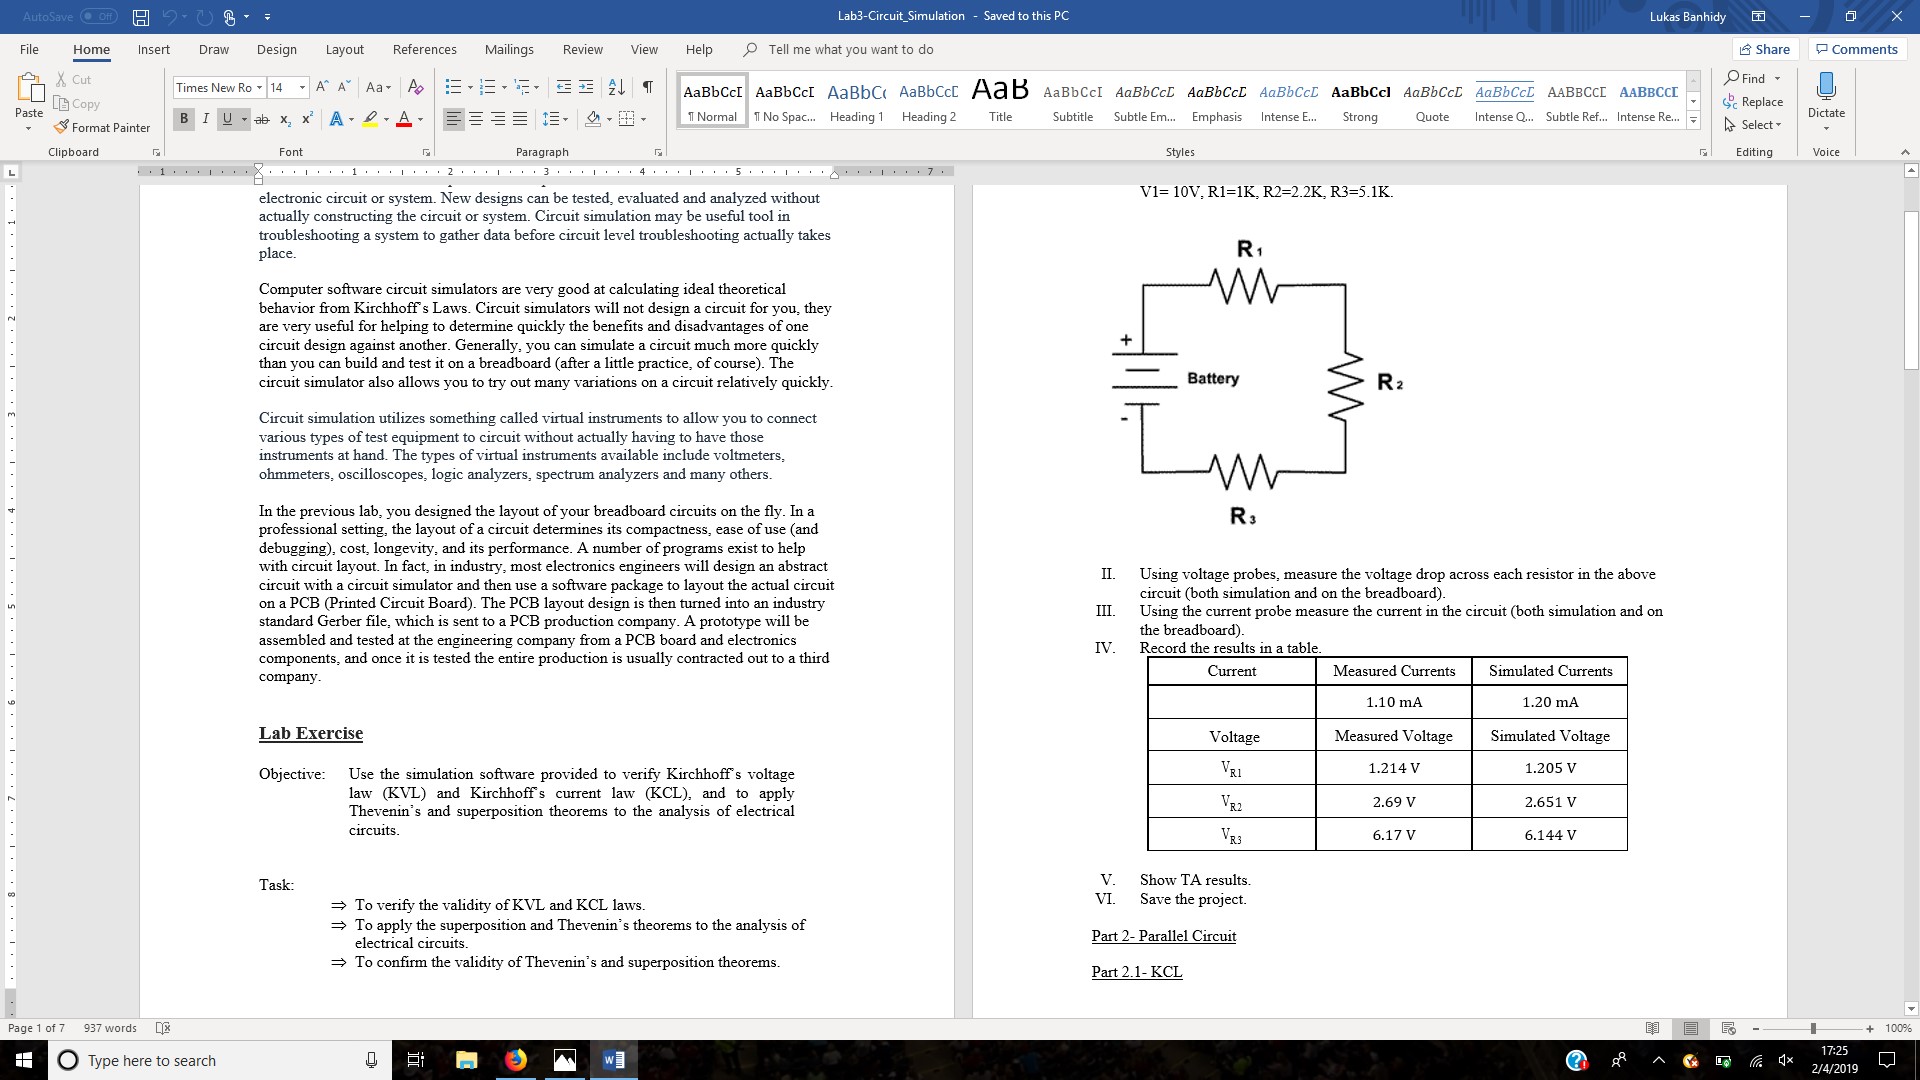 AutoSave Off
Lab3-Circuit_Simulation - Saved to this PC
Lukas Banhidy
File Home Insert Draw Design Layout References Mailings Review View Help Tell me what you want to do
Share Comments
Paste
Cut
Copy
Format Painter
Clipboard
Times New Ro 14
Font
Paragraph
AaBbCcI AaBbCcI AaBbCc AaBbCcD AaB AaBbCcI AaBbCcD AaBbCcD AaBbCcD AaBbCcI AaBbCcD AaBbCcD AABBCCI AABBCCI
¶ Normal ¶ No Spac... Heading 1 Heading 2 Title Subtitle Subtle Em... Emphasis Intense E... Strong Quote Intense Q... Subtle Ref... Intense Re...
Styles
Find
Replace
Select
Editing
Dictate
Voice
electronic circuit or system. New designs can be tested, evaluated and analyzed without
actually constructing the circuit or system. Circuit simulation may be useful tool in
troubleshooting a system to gather data before circuit level troubleshooting actually takes
place.
Computer software circuit simulators are very good at calculating ideal theoretical
behavior from Kirchhoff's Laws. Circuit simulators will not design a circuit for you, they
are very useful for helping to determine quickly the benefits and disadvantages of one
circuit design against another. Generally, you can simulate a circuit much more quickly
than you can build and test it on a breadboard (after a little practice, of course). The
circuit simulator also allows you to try out many variations on a circuit relatively quickly.
Circuit simulation utilizes something called virtual instruments to allow you to connect
various types of test equipment to circuit without actually having to have those
instruments at hand. The types of virtual instruments available include voltmeters,
ohmmeters, oscilloscopes, logic analyzers, spectrum analyzers and many others.
In the previous lab, you designed the layout of your breadboard circuits on the fly. In a
professional setting, the layout of a circuit determines its compactness, ease of use (and
debugging), cost, longevity, and its performance. A number of programs exist to help
with circuit layout. In fact, in industry, most electronics engineers will design an abstract
circuit with a circuit simulator and then use a software package to layout the actual circuit
on a PCB (Printed Circuit Board). The PCB layout design is then turned into an industry
standard Gerber file, which is sent to a PCB production company. A prototype will be
assembled and tested at the engineering company from a PCB board and electronics
components, and once it is tested the entire production is usually contracted out to a third
company.
Lab Exercise
Objective: Use the simulation software provided to verify Kirchhoff's voltage
law (KVL) and Kirchhoff's current law (KCL), and to apply
Thevenin's and superposition theorems to the analysis of electrical
circuits.
Task:
⇒ To verify the validity of KVL and KCL laws.
⇒ To apply the superposition and Thevenin's theorems to the analysis of
electrical circuits.
⇒ To confirm the validity of Thevenin's and superposition theorems.
V1= 10V, R1=1K, R2=2.2K, R3=5.1K.
R1
+
Battery
R2
-
R3
II. Using voltage probes, measure the voltage drop across each resistor in the above
circuit (both simulation and on the breadboard).
III. Using the current probe measure the current in the circuit (both simulation and on
the breadboard).
IV. Record the results in a table.
Current Measured Currents Simulated Currents
1.10 mA 1.20 mA
Voltage Measured Voltage Simulated Voltage
VR1 1.214 V 1.205 V
VR2 2.69 V 2.651 V
VR3 6.17 V 6.144 V
V. Show TA results.
VI. Save the project.
Part 2- Parallel Circuit
Part 2.1- KCL
Page 1 of 7 937 words
100%
Type here to search
17:25
2/4/2019